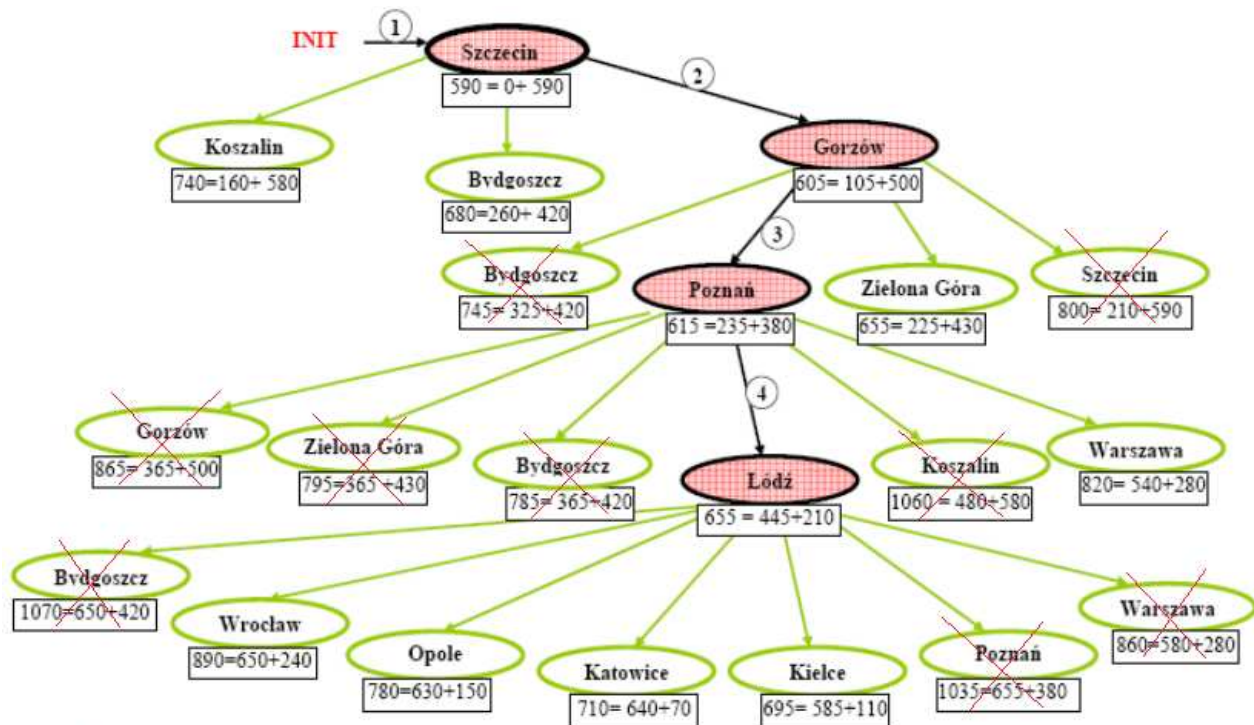 INIT
1
Szczecin
590 = 0+ 590
2
Koszalin
740=160+ 580
Bydgoszcz
680=260+ 420
Gorzów
605= 105+500
3
Bydgoszcz
745= 325+420
Poznań
615 =235+380
Zielona Góra
655= 225+430
Szczecin
800= 210+590
4
Gorzów
865= 365+500
Zielona Góra
795=365 +430
Bydgoszcz
785= 365+420
Łódź
655 = 445+210
Koszalin
1060 = 480+580
Warszawa
820= 540+280
Bydgoszcz
1070=650+420
Wrocław
890=650+240
Opole
780=630+150
Katowice
710= 640+70
Kielce
695= 585+110
Poznań
1035=655+380
Warszawa
860=580+280